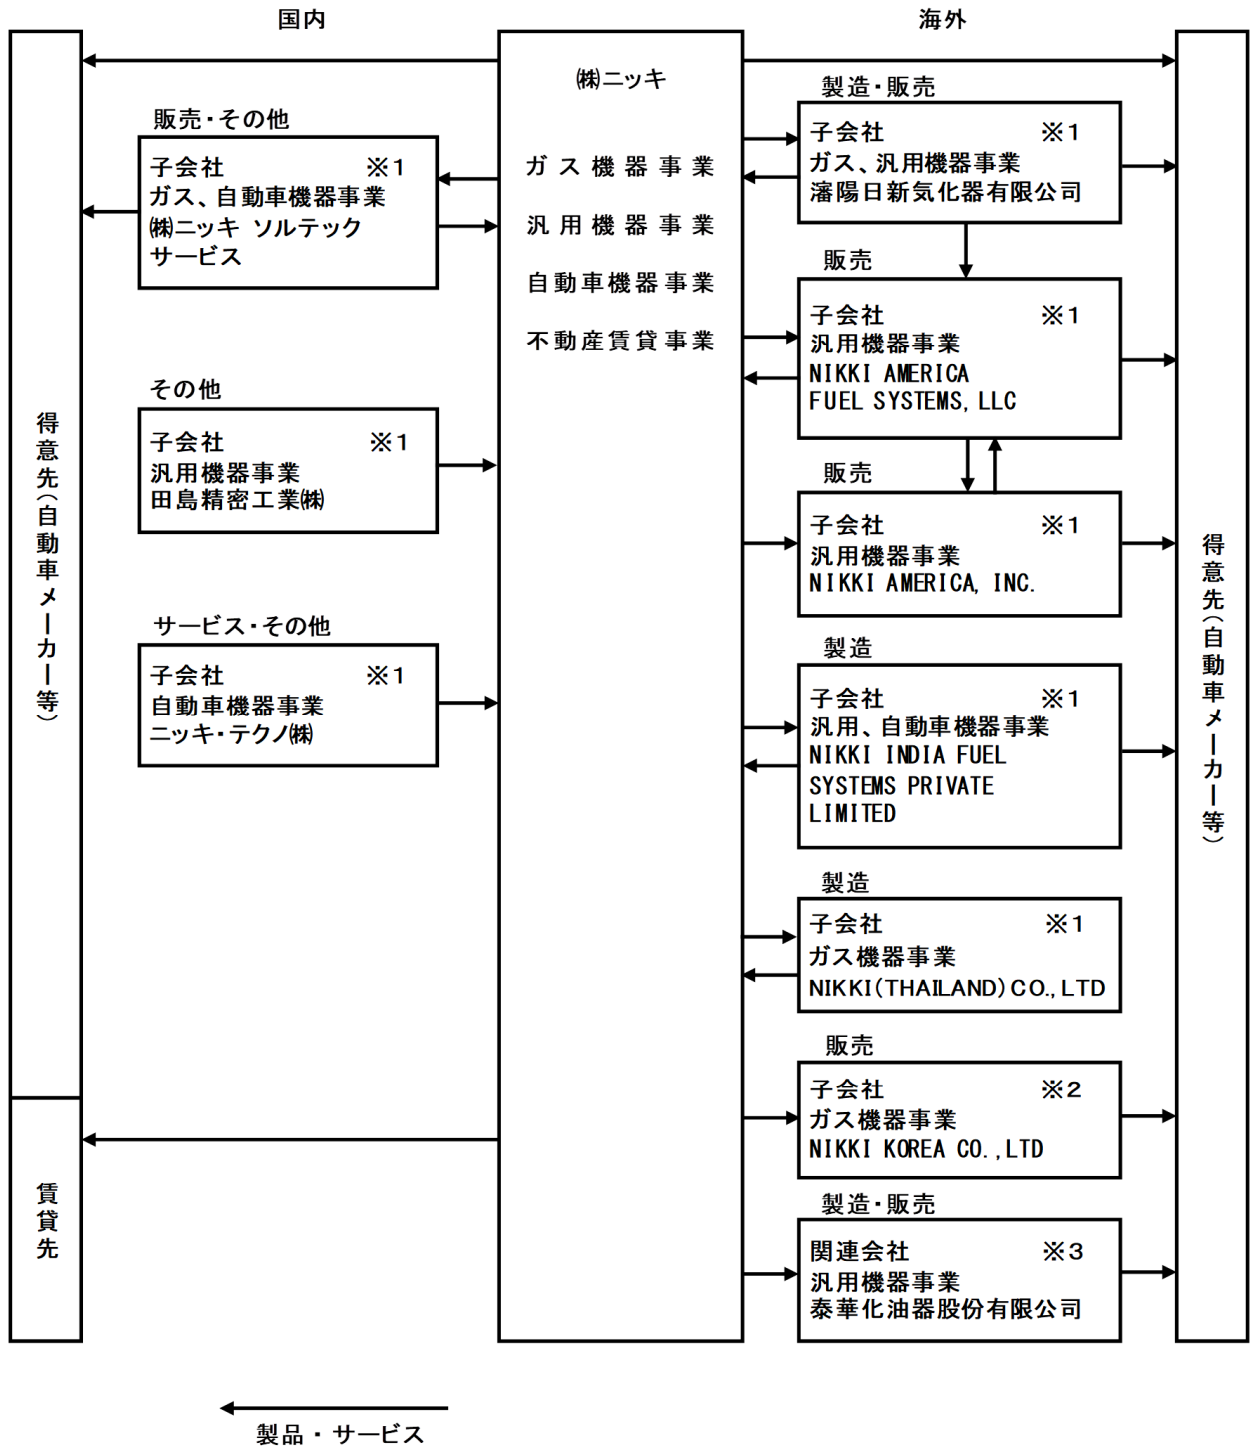 国内
海外
㈱ニッキ
ガス機器事業
汎用機器事業
自動車機器事業
不動産賃貸事業
得意先(自動車メーカー等)
賃貸先
販売・その他
子会社 ※1
ガス、自動車機器事業
㈱ニッキ ソルテック
サービス
その他
子会社 ※1
汎用機器事業
田島精密工業㈱
サービス・その他
子会社 ※1
自動車機器事業
ニッキ・テクノ㈱
製造・販売
子会社 ※1
ガス、汎用機器事業
瀋陽日新気化器有限公司
販売
子会社 ※1
汎用機器事業
NIKKI AMERICA
FUEL SYSTEMS, LLC
販売
子会社 ※1
汎用機器事業
NIKKI AMERICA, INC.
製造
子会社 ※1
汎用、自動車機器事業
NIKKI INDIA FUEL
SYSTEMS PRIVATE
LIMITED
製造
子会社 ※1
ガス機器事業
NIKKI(THAILAND)CO.,LTD
販売
子会社 ※2
ガス機器事業
NIKKI KOREA CO.,LTD
製造・販売
関連会社 ※3
汎用機器事業
泰華化油器股份有限公司
得意先(自動車メーカー等)
製品・サービス